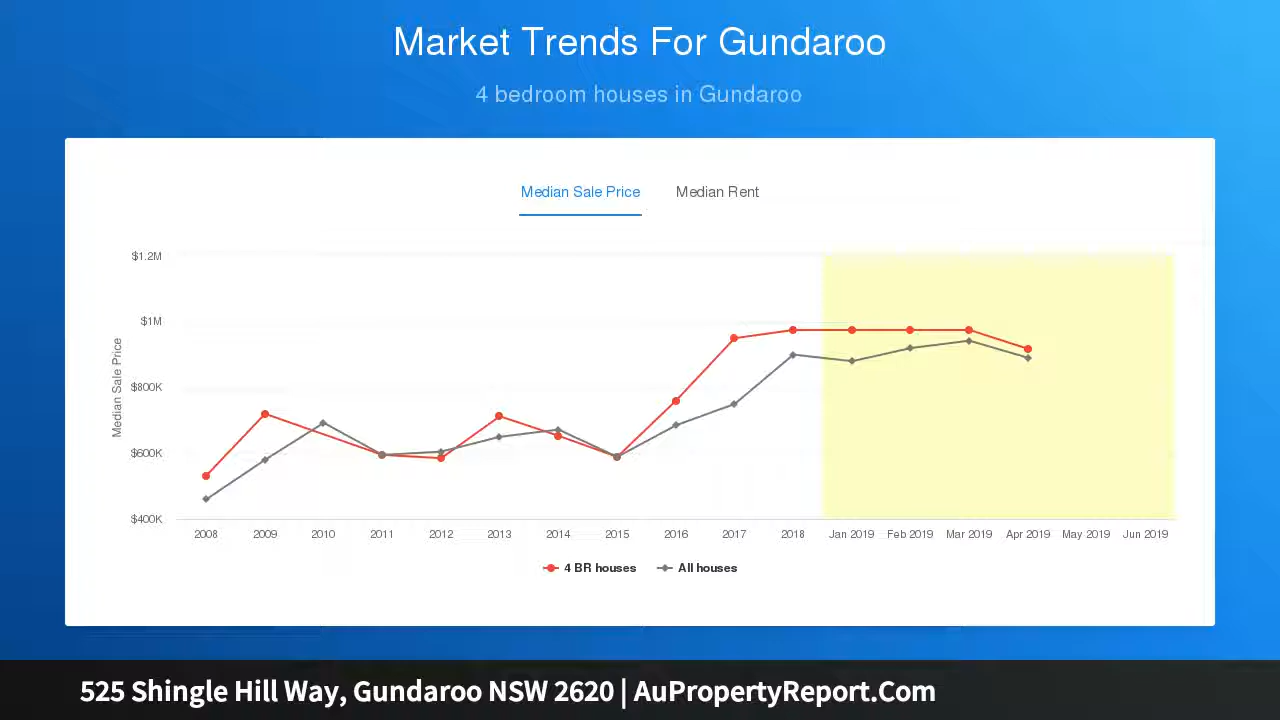 Market Trends For Gundaroo
4 bedroom houses in Gundaroo
Median Sale Price Median Rent
$1.2M
$1M
$800K
$600K
$400K
Median Sale Price
2008 2009 2010 2011 2012 2013 2014 2015 2016 2017 2018 Jan 2019 Feb 2019 Mar 2019 Apr 2019 May 2019 Jun 2019
4 BR houses All houses
525 Shingle Hill Way, Gundaroo NSW 2620 | AuPropertyReport.Com